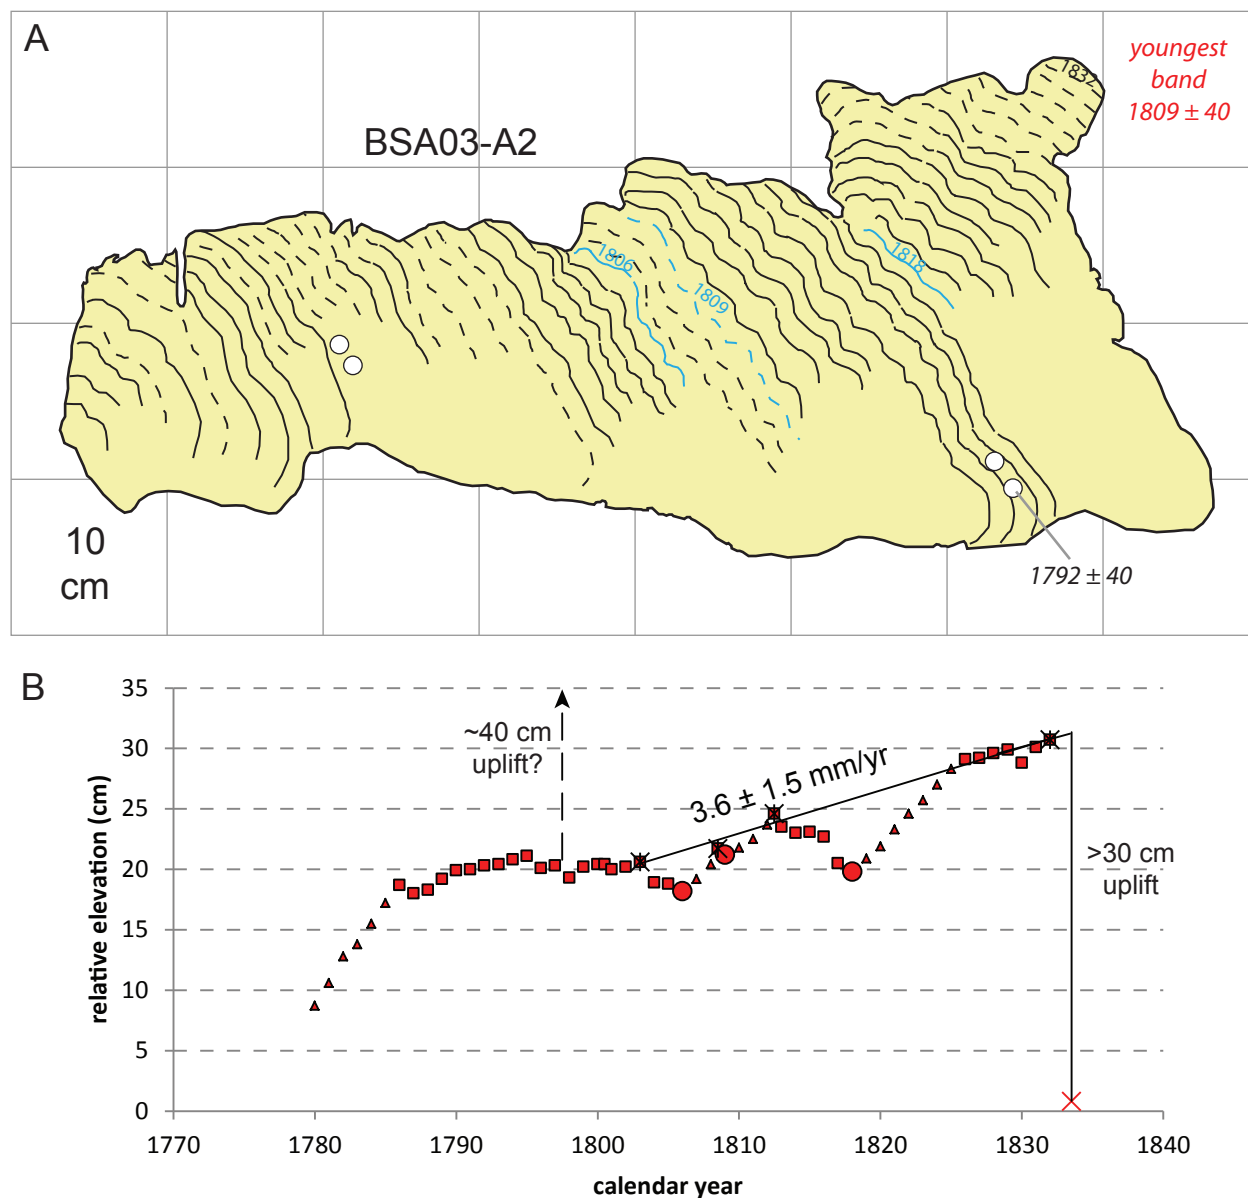 A
youngest
band
1809 ± 40
1832
BSA03-A2
1806
1809
1818
10
cm
1792 ± 40
B
35
30
25
20
15
10
5
0
relative elevation (cm)
~40 cm
uplift?
3.6 ± 1.5 mm/yr
>30 cm
uplift
1770
1780
1790
1800
1810
1820
1830
1840
calendar year